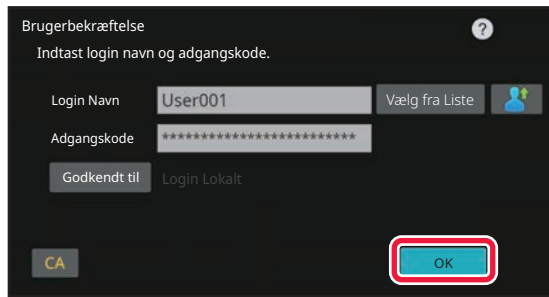 Brugerbekræftelse ?
Indtast login navn og adgangskode.
Login Navn User001 Vælg fra Liste
Adgangskode *************************
Godkendt til Login Lokalt
CA OK